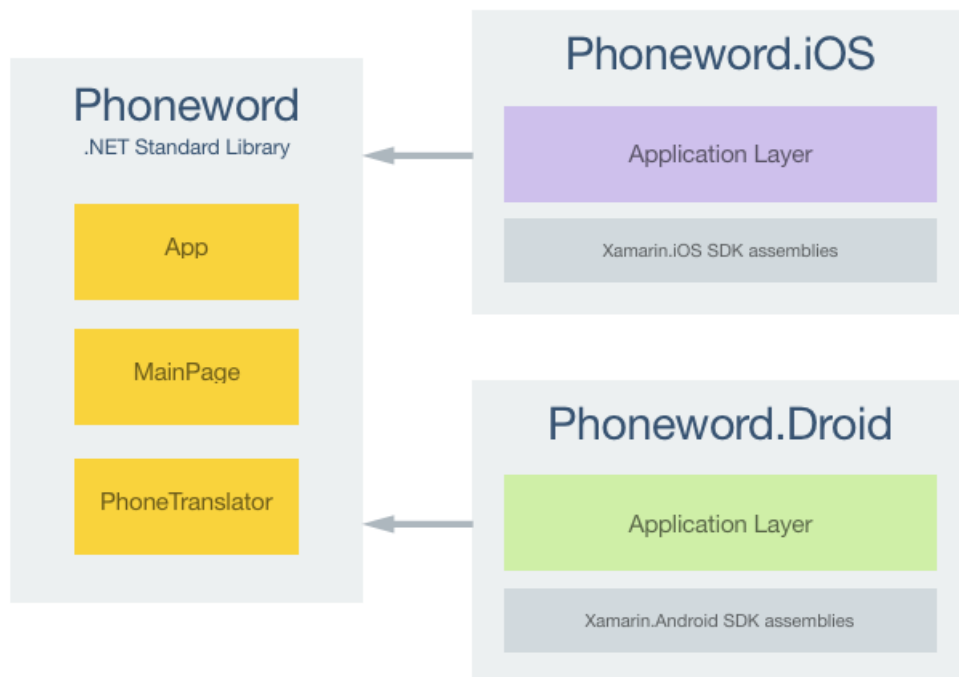 Phoneword
.NET Standard Library
App
MainPage
PhoneTranslator
Phoneword.iOS
Application Layer
Xamarin.iOS SDK assemblies
Phoneword.Droid
Application Layer
Xamarin.Android SDK assemblies